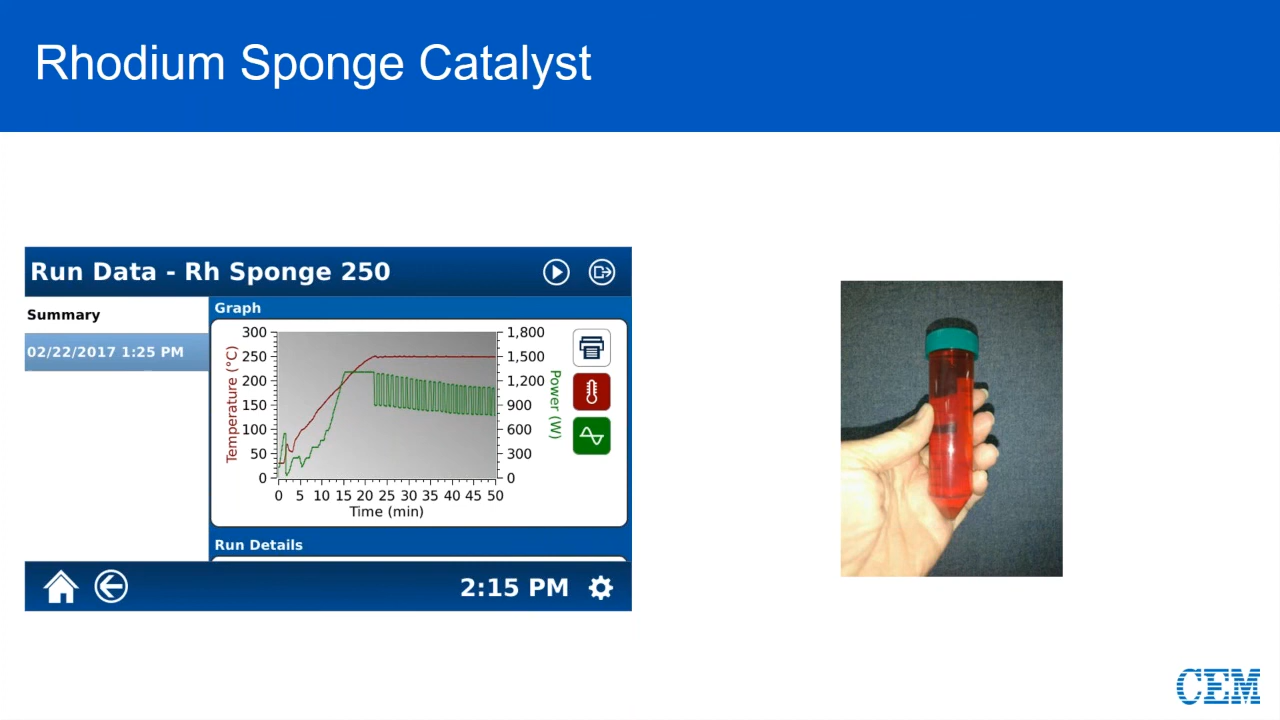 Rhodium Sponge Catalyst
Run Data - Rh Sponge 250
Summary
02/22/2017 1:25 PM
Graph
Temperature (°C)
300
250
200
150
100
50
0
1,800
1,500
1,200
900
600
300
0
Power (W)
0 5 10 15 20 25 30 35 40 45 50
Time (min)
Run Details
2:15 PM
CEM